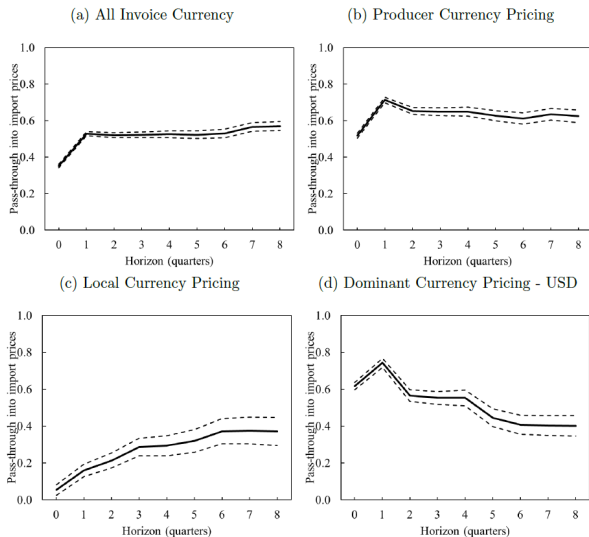 (a) All Invoice Currency
Pass-through into import prices
1.0
0.8
0.6
0.4
0.2
0.0
0 1 2 3 4 5 6 7 8
Horizon (quarters)
(b) Producer Currency Pricing
Pass-through into import prices
1.0
0.8
0.6
0.4
0.2
0.0
0 1 2 3 4 5 6 7 8
Horizon (quarters)
(c) Local Currency Pricing
Pass-through into import prices
1.0
0.8
0.6
0.4
0.2
0.0
0 1 2 3 4 5 6 7 8
Horizon (quarters)
(d) Dominant Currency Pricing - USD
Pass-through into import prices
1.0
0.8
0.6
0.4
0.2
0.0
0 1 2 3 4 5 6 7 8
Horizon (quarters)